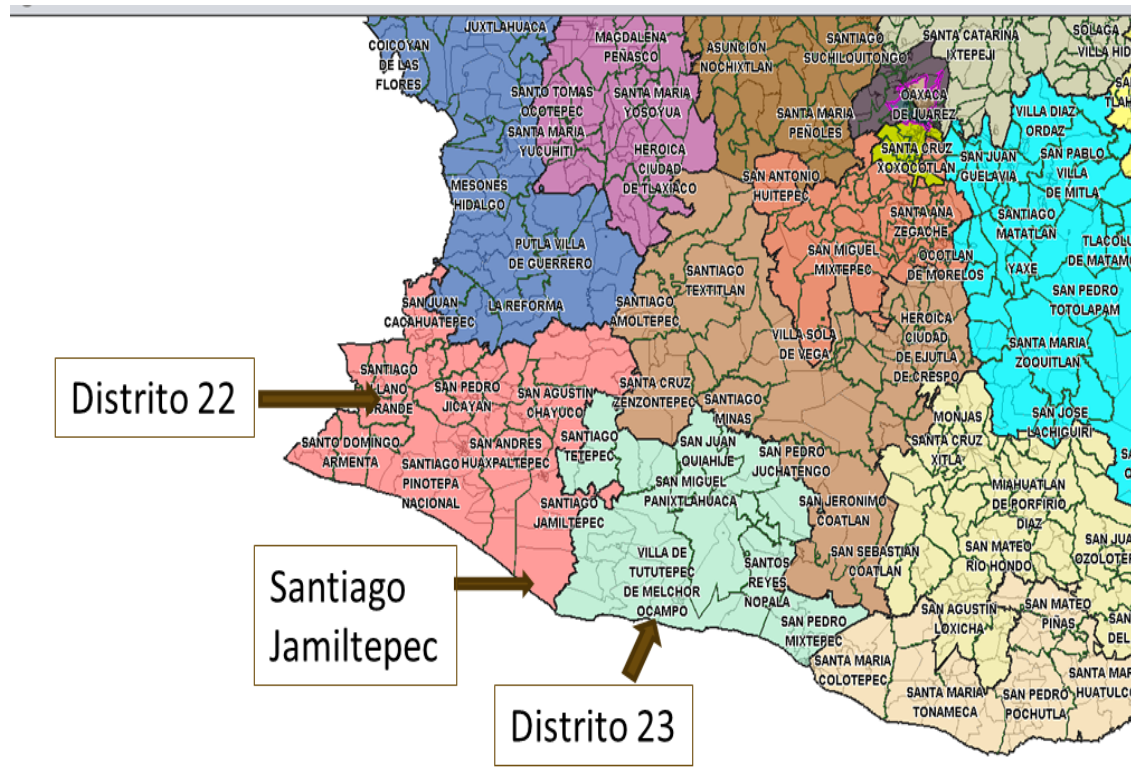 JUXTLAHUACA
COICOYAN
DE LAS
FLORES
MAGDALENA
PEÑASCO
ASUNCION
NOCHIXTLAN
SANTIAGO
SUCHILQUITONGO
SANTA CATARINA
IXTEPEJI
SOLAGA
VILLA HID
SANTO TOMAS
OCOTEPEC
SANTA MARIA
YUCUHITI
SANTA MARIA
YOSOYUA
SANTA MARIA
PEÑOLES
OAXACA
DE JUAREZ
VILLA DIAZ
ORDAZ
HEROICA
CIUDAD
DE TLAXIACO
SANTA CRUZ
XOXOCOTLAN
SAN JUAN
GUELAVIA
SAN PABLO
VILLA
DE MITLA
MESONES
HIDALGO
SAN ANTONIO
HUITEPEC
SANTA ANA
ZEGACHE
SANTIAGO
MATATLAN
PUTLA VILLA
DE GUERRERO
SAN MIGUEL
MIXTEPEC
OCOTLAN
DE MORELOS
YAXE
TLACOLU
DE MATAMO
SANTIAGO
TEXTITLAN
SAN PEDRO
TOTOLAPAM
SAN JUAN
CACAHUATEPEC
LA REFORMA
SANTIAGO
AMOLTEPEC
VILLA SOLA
DE VEGA
HEROICA
CIUDAD
DE EJUTLA
DE CRESPO
SANTA MARIA
ZOQUITLAN
Distrito 22
SANTIAGO
LLANO
GRANDE
SAN PEDRO
JICAYAN
SAN AGUSTIN
CHAYUCO
SANTA CRUZ
ZENZONTEPEC
SANTIAGO
MINAS
MONJAS
SAN JOSE
LACHIGUIRI
SANTO DOMINGO
ARMENTA
SANTIAGO
PINOTEPA
NACIONAL
SAN ANDRES
HUAXPALTEPEC
SANTIAGO
TETEPEC
SAN JUAN
QUIAHIJE
SAN PEDRO
JUCHATENGO
SANTA CRUZ
XITLA
SAN MIGUEL
PANIXTLAHUACA
MIAHUATLAN
DE PORFIRIO
DIAZ
SANTIAGO
JAMILTEPEC
SAN JERONIMO
COATLAN
Santiago
Jamiltepec
VILLA DE
TUTUTEPEC
DE MELCHOR
OCAMPO
SANTOS
REYES
NOPALA
SAN SEBASTIAN
COATLAN
SAN MATEO
RIO HONDO
SAN JUA
OZOLOTE
SAN PEDRO
MIXTEPEC
SAN AGUSTIN
LOXICHA
SAN MATEO
PIÑAS
SAN
DEL
SANTA MARIA
COLOTEPEC
SANTA MARIA
TONAMECA
SAN PEDRO
POCHUTLA
SANTA MAR
HUATULCO
Distrito 23